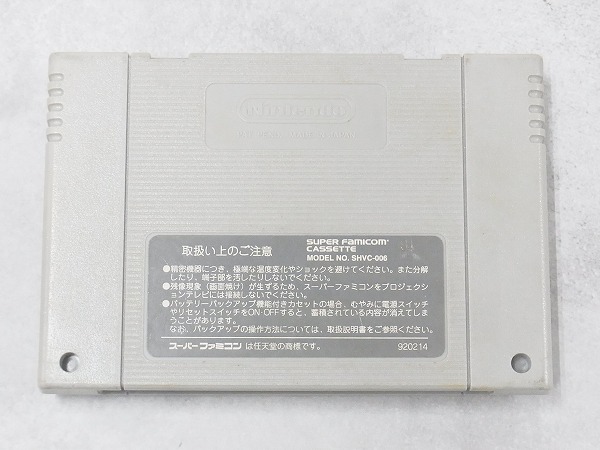 Nintendo
取扱い上のご注意
SUPER FAMICOM
CASSETTE
MODEL NO. SHVC-006
●精密機器につき、極端な温度変化やショックを避けてください。また分解
したり、端子部を汚したりしないでください。
●残像現象（画面焼け）が生ずるため、スーパーファミコンをプロジェクシ
ョンテレビには接続しないでください。
●バッテリーバックアップ機能付きカセットの場合、むやみに電源スイッチ
やリセットスイッチをON・OFFすると、蓄積されている内容が消えてしま
うことがあります。
なお、バックアップの操作方法については、取扱説明書をご参照ください。
スーパーファミコン は任天堂の商標です。
920214